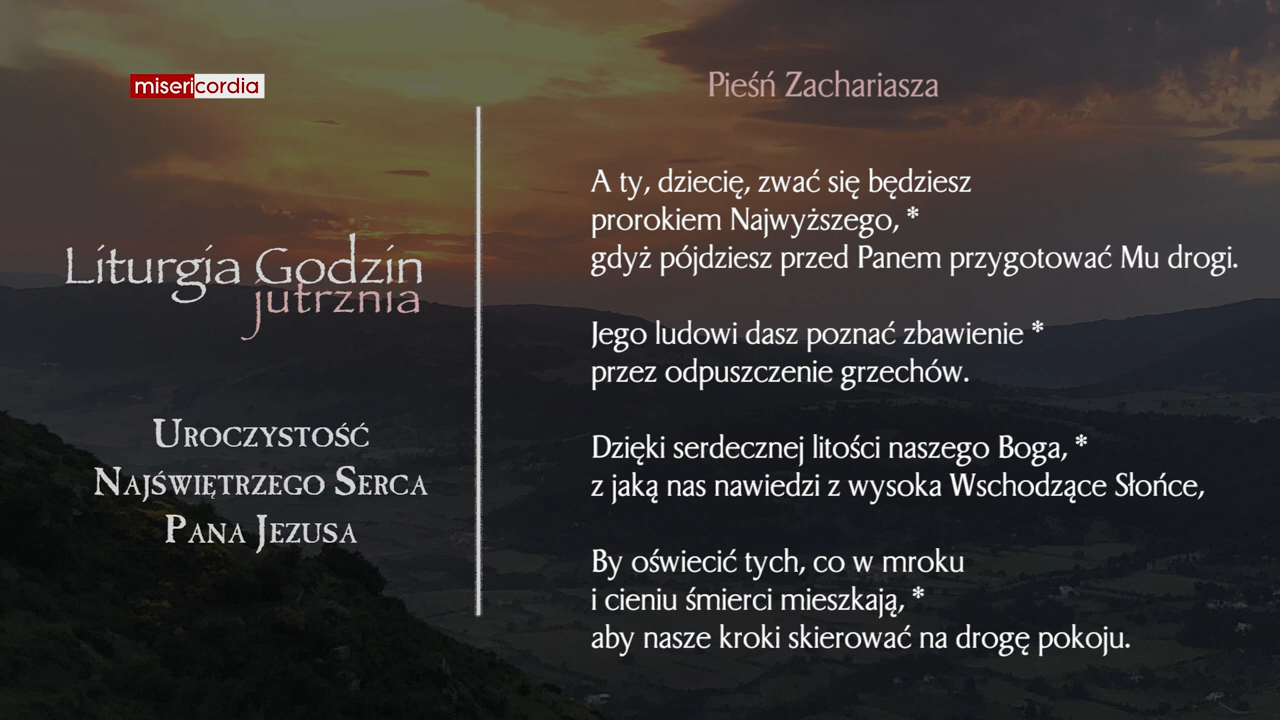 misericordia
Liturgia Godzin
jutrznia
Uroczystość
Najświętrzego Serca
Pana Jezusa
Pieśń Zachariasza
A ty, dziecię, zwać się będziesz
prorokiem Najwyższego, *
gdyż pójdziesz przed Panem przygotować Mu drogi.
Jego ludowi dasz poznać zbawienie *
przez odpuszczenie grzechów.
Dzięki serdecznej litości naszego Boga, *
z jaką nas nawiedzi z wysoka Wschodzące Słońce,
By oświecić tych, co w mroku
i cieniu śmierci mieszkają, *
aby nasze kroki skierować na drogę pokoju.